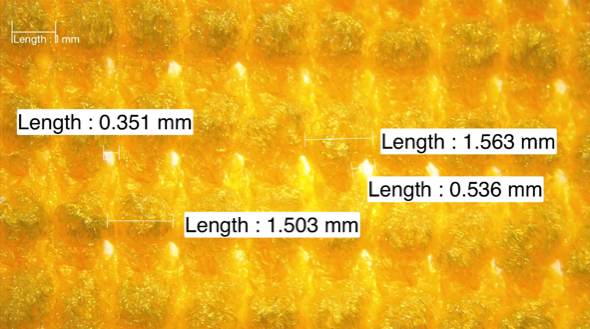 Length : 1 mm
Length : 0.351 mm
Length : 1.563 mm
Length : 0.536 mm
Length : 1.503 mm